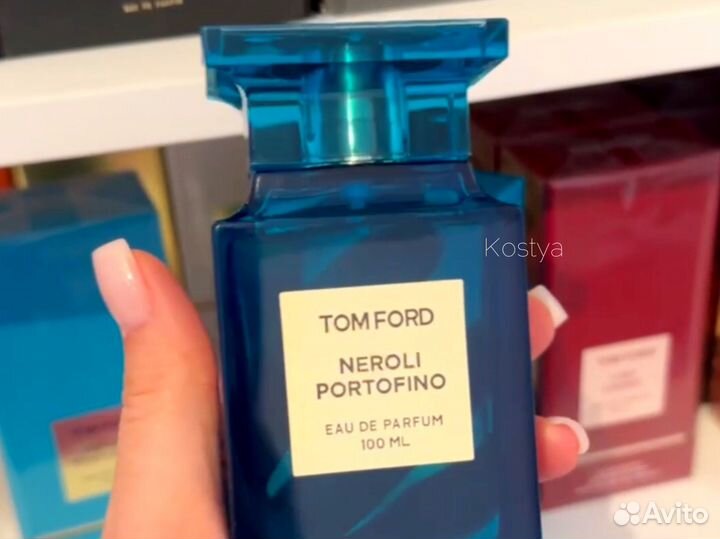 TOM FORD
NEROLI
PORTOFINO
EAU DE PARFUM
100 ML
Kostya
TOM FORD
Avito